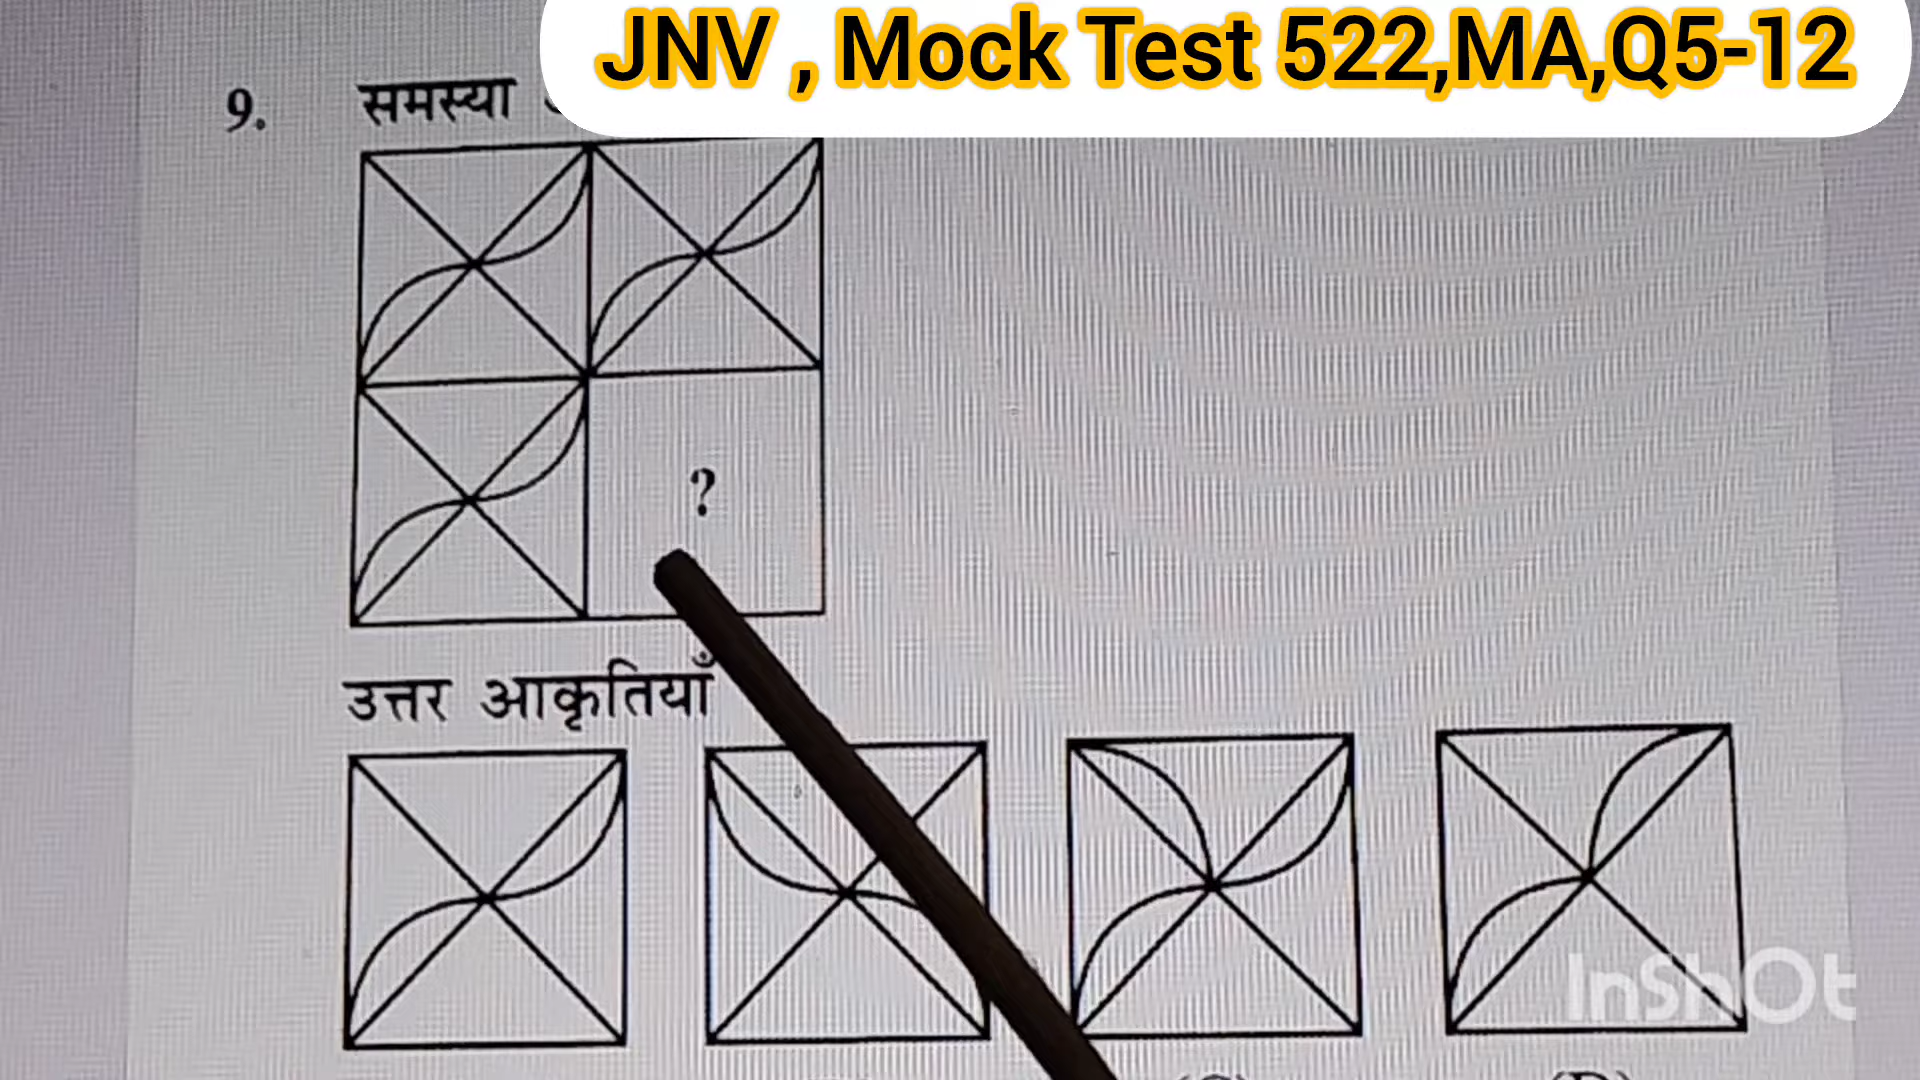 JNV , Mock Test 522,MA,Q5-12
9. समस्या
?
उत्तर आकृतियाँ
InShOt